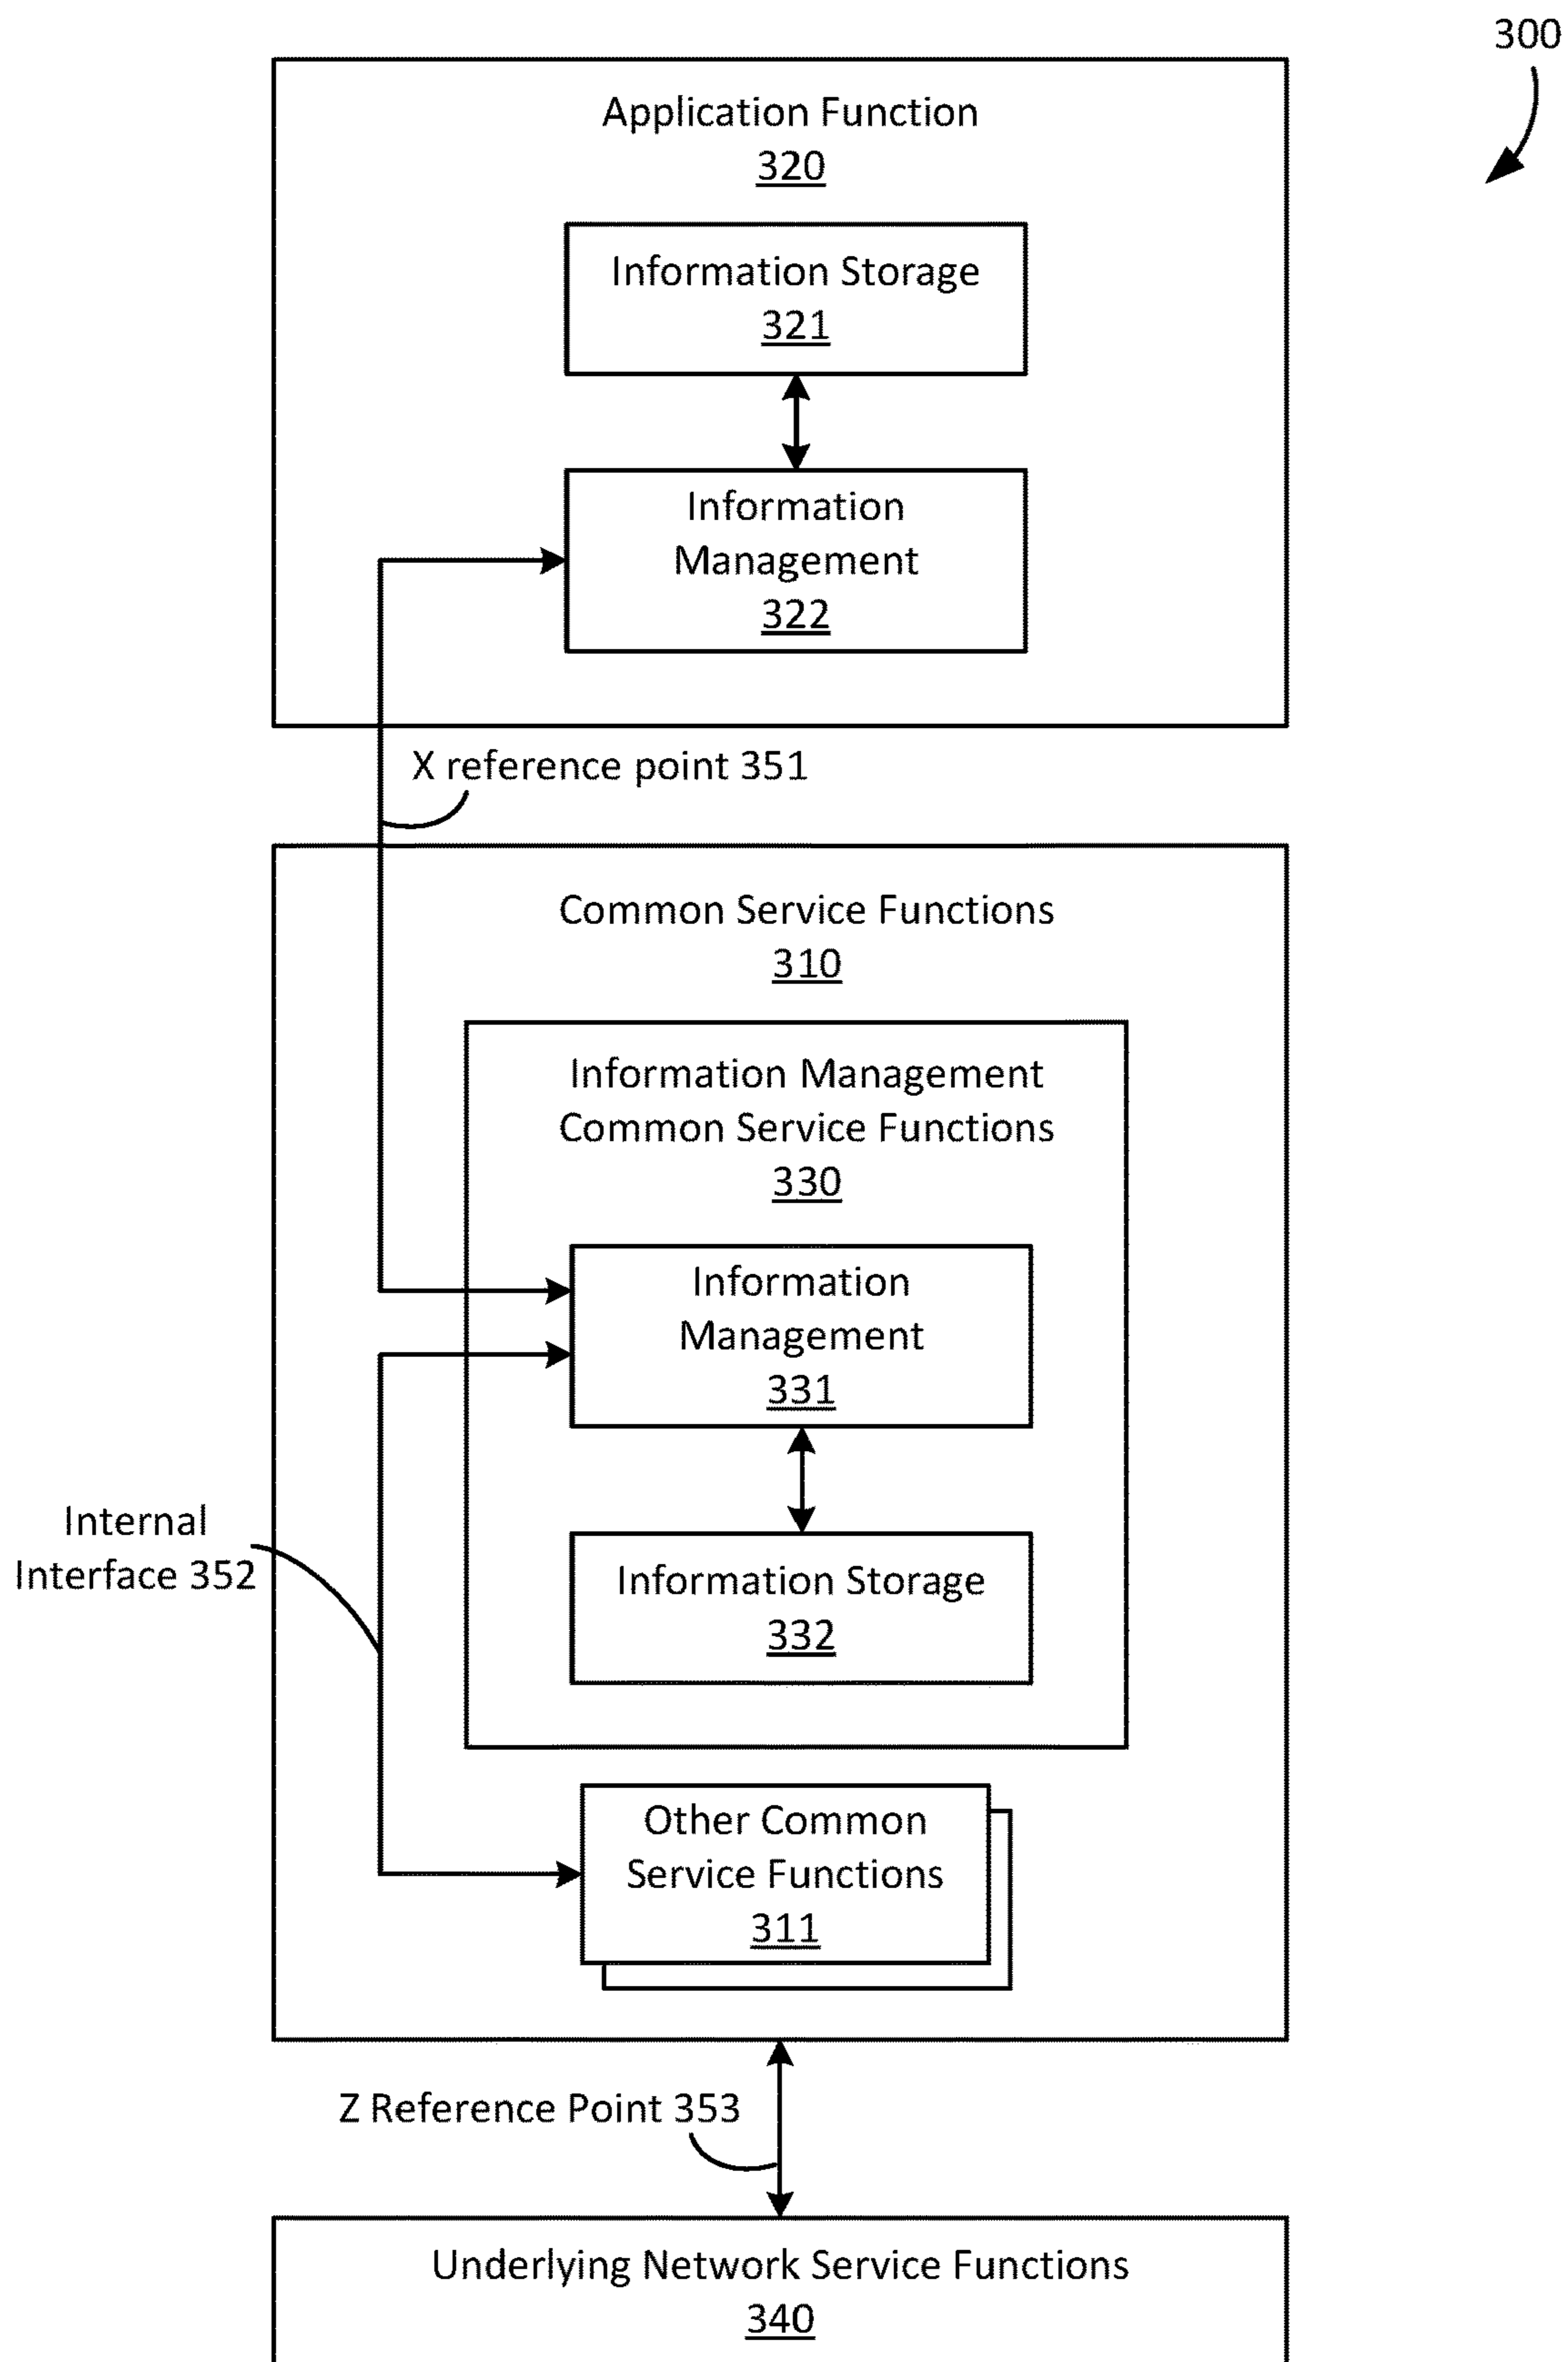 300
Application Function
320
Information Storage
321
Information
Management
322
X reference point 351
Common Service Functions
310
Information Management
Common Service Functions
330
Information
Management
331
Internal
Interface 352
Information Storage
332
Other Common
Service Functions
311
Z Reference Point 353
Underlying Network Service Functions
340